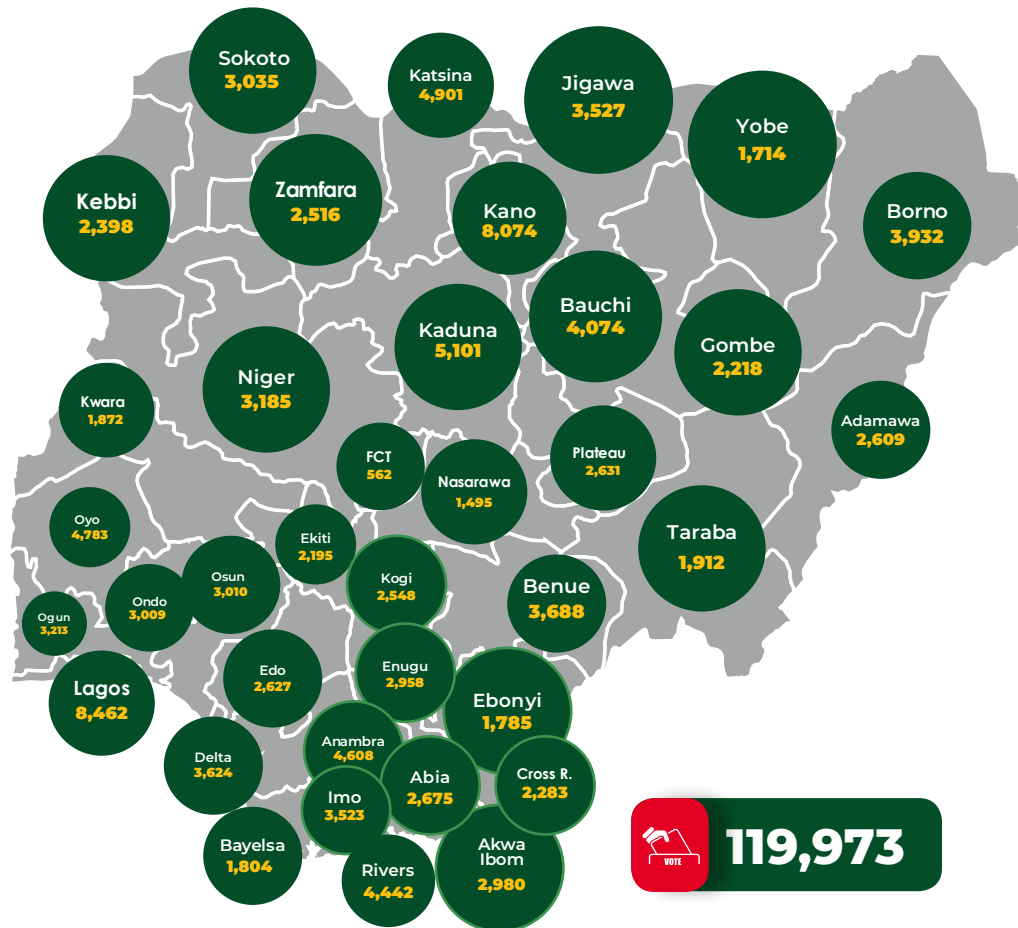 Sokoto
3,035
Katsina
4,901
Jigawa
3,527
Yobe
1,714
Kebbi
2,398
Zamfara
2,516
Kano
8,074
Borno
3,932
Bauchi
4,074
Kaduna
5,101
Gombe
2,218
Niger
3,185
Kwara
1,872
Adamawa
2,609
FCT
562
Nasarawa
1,495
Plateau
2,631
Oyo
4,783
Ekiti
2,195
Taraba
1,912
Osun
3,010
Kogi
2,548
Benue
3,688
Ondo
3,009
Ogun
3,213
Lagos
8,462
Edo
2,627
Enugu
2,958
Ebonyi
1,785
Anambra
4,608
Delta
3,624
Abia
2,675
Cross R.
2,283
Imo
3,523
Bayelsa
1,804
Rivers
4,442
Akwa
Ibom
2,980
VOTE
119,973